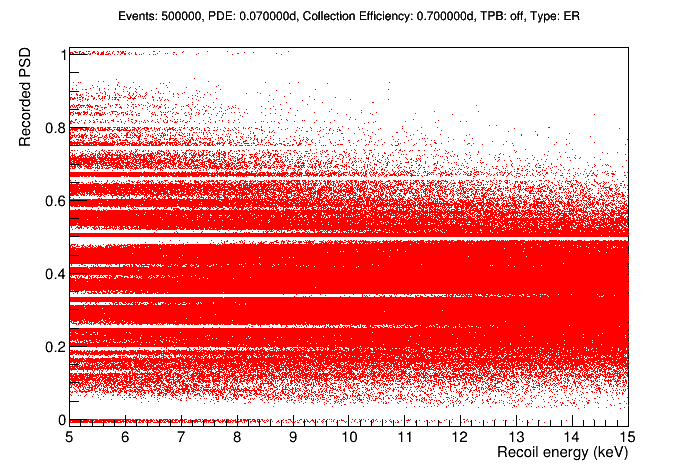 Events: 500000, PDE: 0.070000d, Collection Efficiency: 0.700000d, TPB: off, Type: ER
Recorded PSD
1
0.8
0.6
0.4
0.2
0
5 6 7 8 9 10 11 12 13 14 15
Recoil energy (keV)